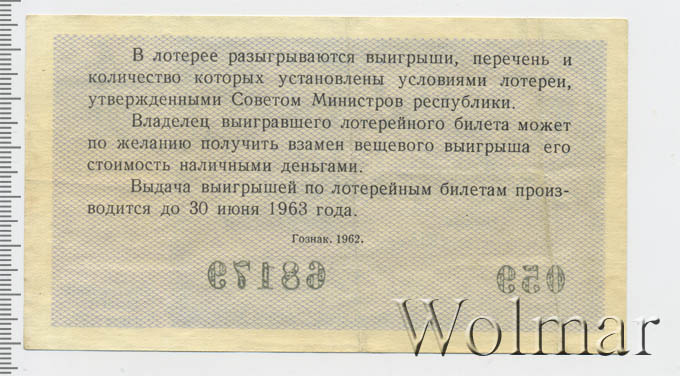 В лотерее разыгрываются выигрыши, перечень и
количество которых установлены условиями лотереи,
утвержденными Советом Министров республики.
Владелец выигравшего лотерейного билета может
по желанию получить взамен вещевого выигрыша его
стоимость наличными деньгами.
Выдача выигрышей по лотерейным билетам произ-
водится до 30 июня 1963 года.
Гознак. 1962.
68179 059
Wolmar